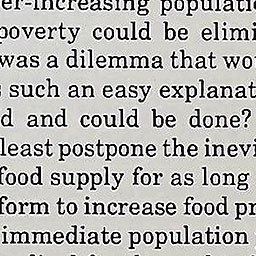 er-increasing populati
poverty could be elimi
was a dilemma that wo
such an easy explanat
d and could be done?
least postpone the inevi
food supply for as long
form to increase food pr
immediate population